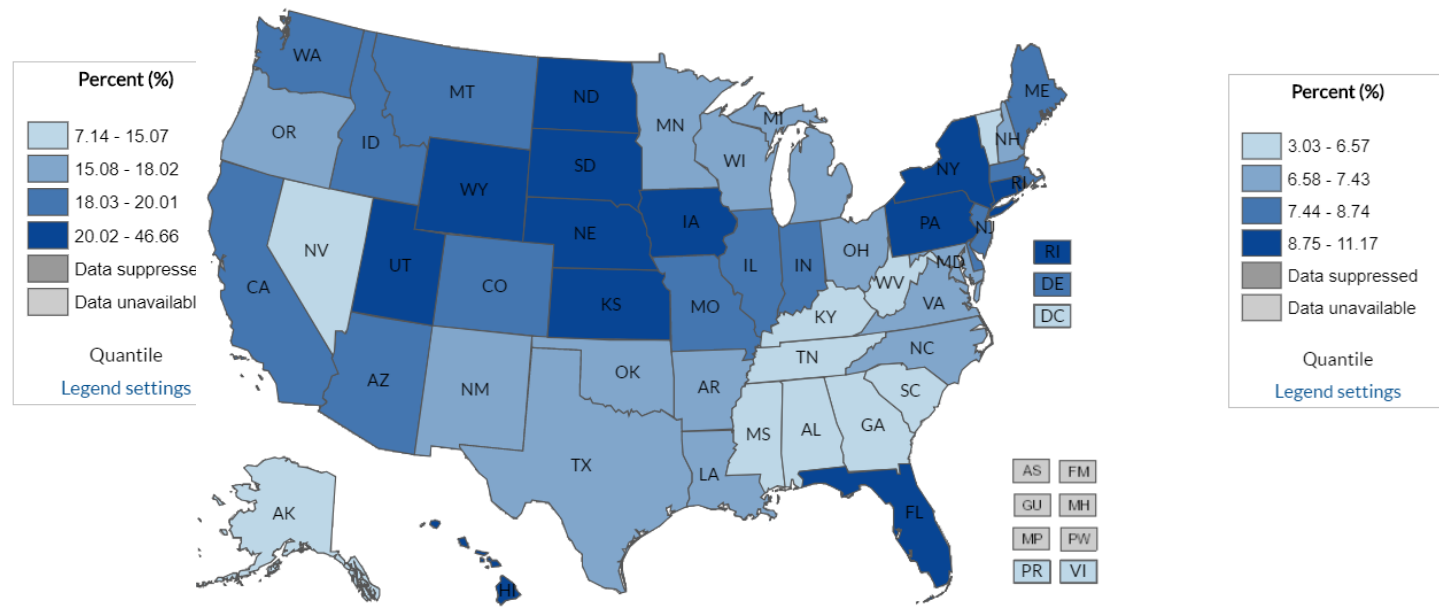 Percent (%)
7.14 - 15.07
15.08 - 18.02
18.03 - 20.01
20.02 - 46.66
Data suppresse
Data unavailabl
Quantile
Legend settings
WA
OR
ID
MT
ND
MN
WI
MI
SD
WY
NE
IA
NV
UT
CA
CO
KS
MO
IL
IN
OH
AZ
NM
OK
AR
TX
LA
KY
TN
MS
AL
GA
SC
NC
VA
WV
MD
PA
NJ
NY
RI
NH
ME
FL
AK
HI
RI
DE
DC
AS
FM
GU
MH
MP
PW
PR
VI
Percent (%)
3.03 - 6.57
6.58 - 7.43
7.44 - 8.74
8.75 - 11.17
Data suppressed
Data unavailable
Quantile
Legend settings